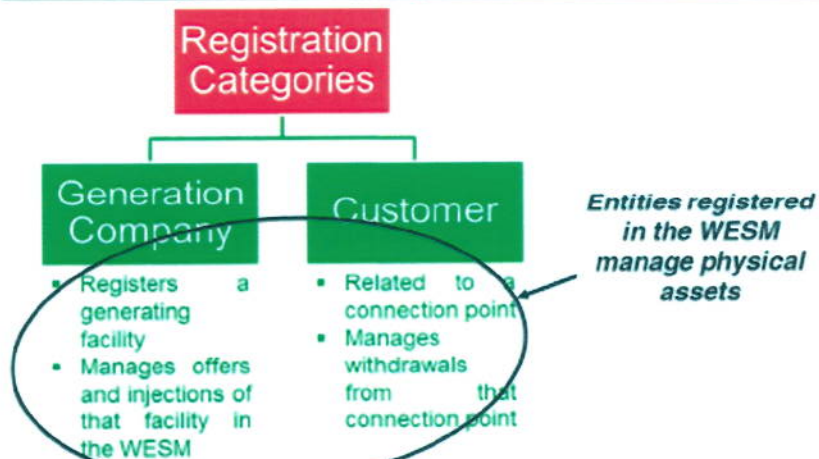 Registration
Categories
Generation
Company
Customer
Entities registered
in the WESM
manage physical
assets
▪ Registers a
generating
facility
▪ Manages offers
and injections of
that facility in
the WESM
▪ Related to a
connection point
▪ Manages
withdrawals
from that
connection point